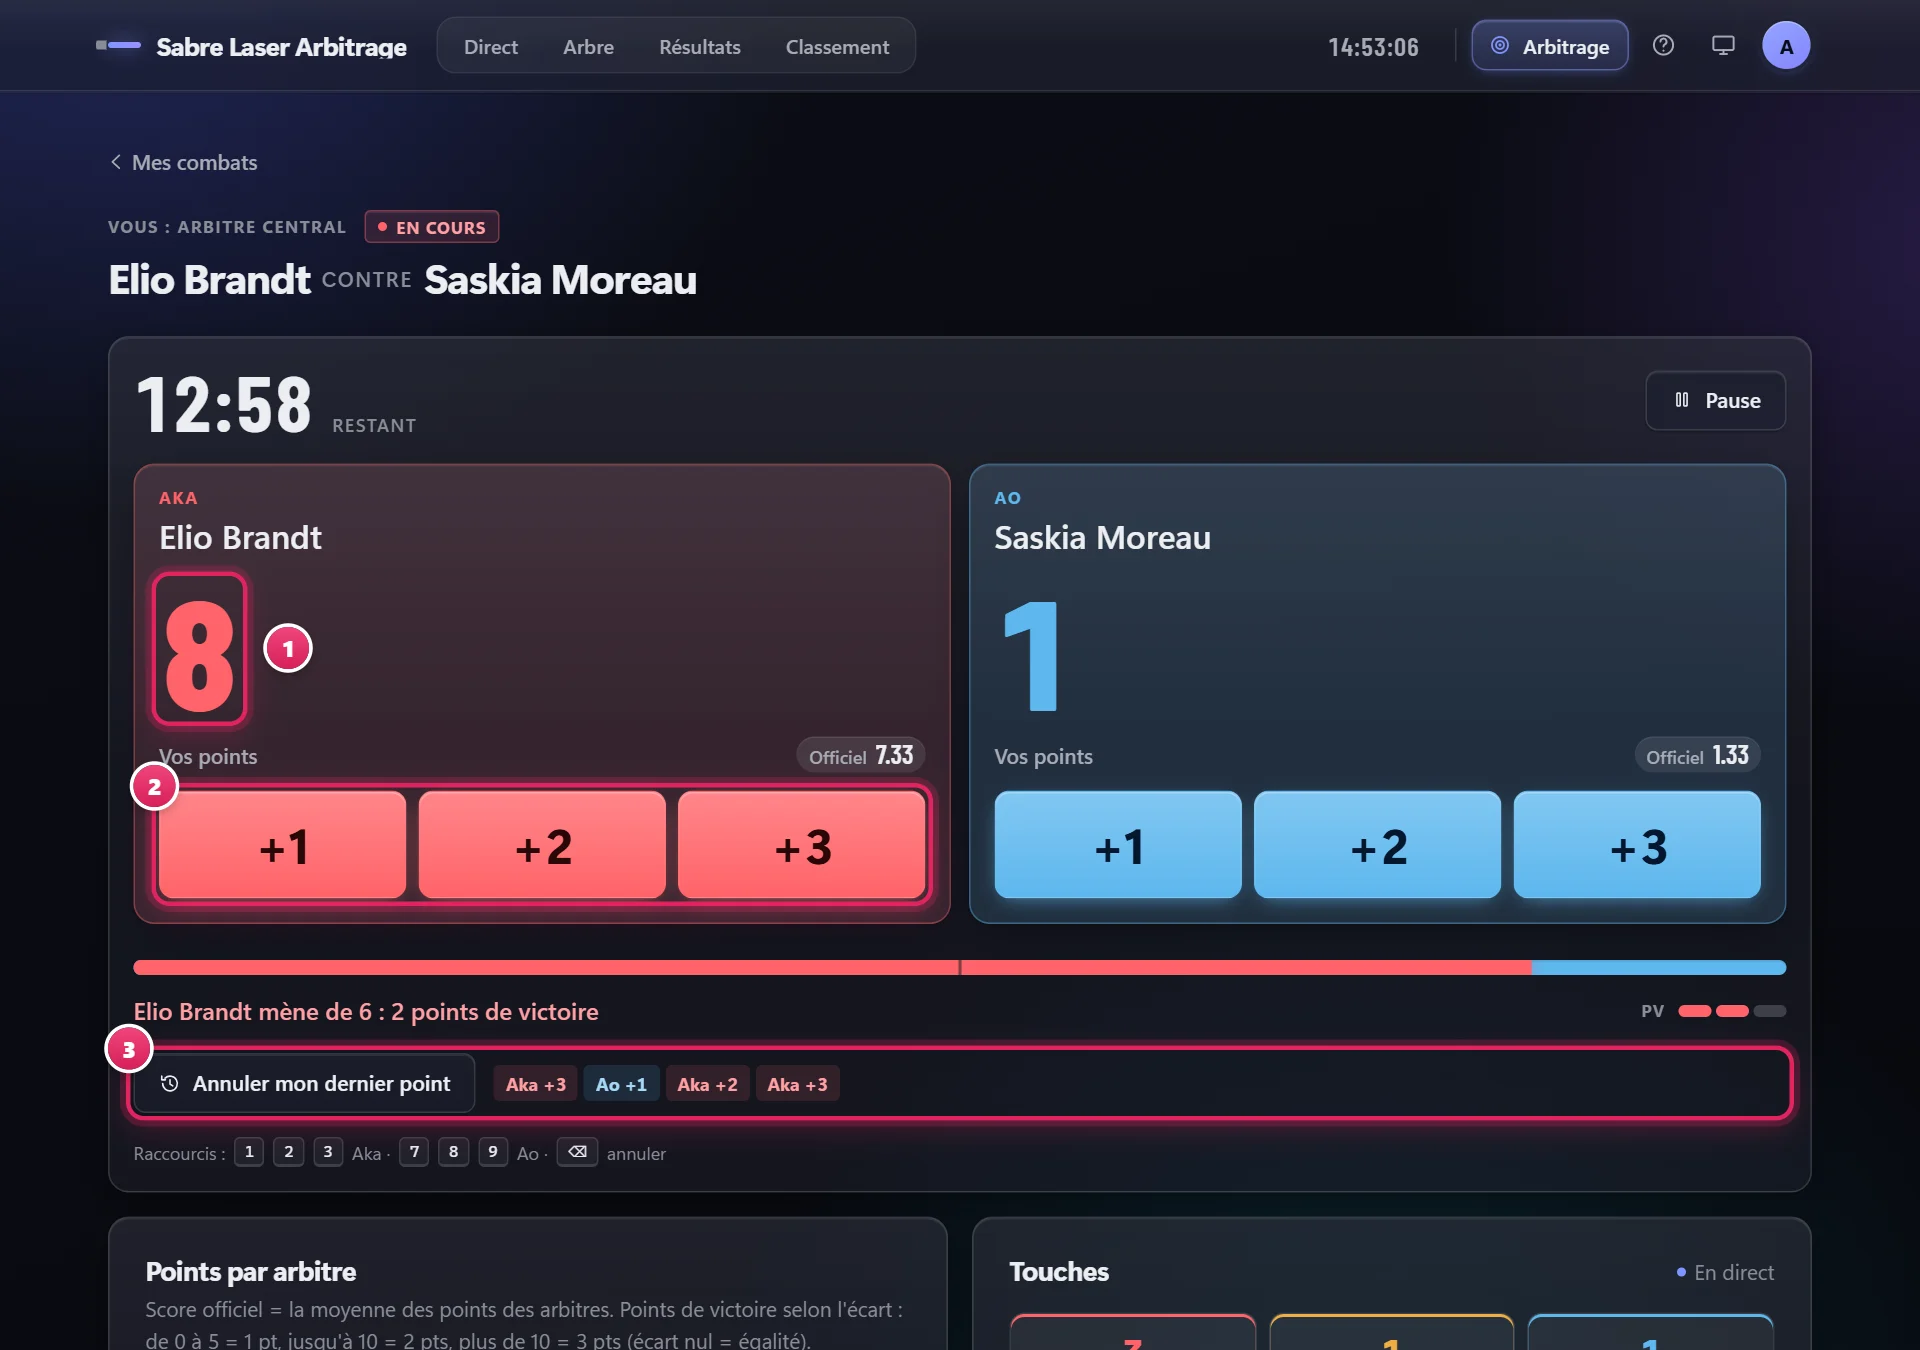 Sabre Laser Arbitrage
Direct
Arbre
Résultats
Classement
14:53:06
Arbitrage
A
Mes combats
VOUS : ARBITRE CENTRAL
EN COURS
Elio Brandt CONTRE Saskia Moreau
12:58 RESTANT
Pause
AKA
Elio Brandt
8
1
Vos points
Officiel 7.33
2
+1
+2
+3
AO
Saskia Moreau
1
Vos points
Officiel 1.33
+1
+2
+3
Elio Brandt mène de 6 : 2 points de victoire
PV
3
Annuler mon dernier point
Aka +3
Ao +1
Aka +2
Aka +3
Raccourcis : 1 2 3 Aka · 7 8 9 Ao · ⌫ annuler
Points par arbitre
Score officiel = la moyenne des points des arbitres. Points de victoire selon l'écart :
de 0 à 5 = 1 pt, jusqu'à 10 = 2 pts, plus de 10 = 3 pts (écart nul = égalité).
Touches
En direct